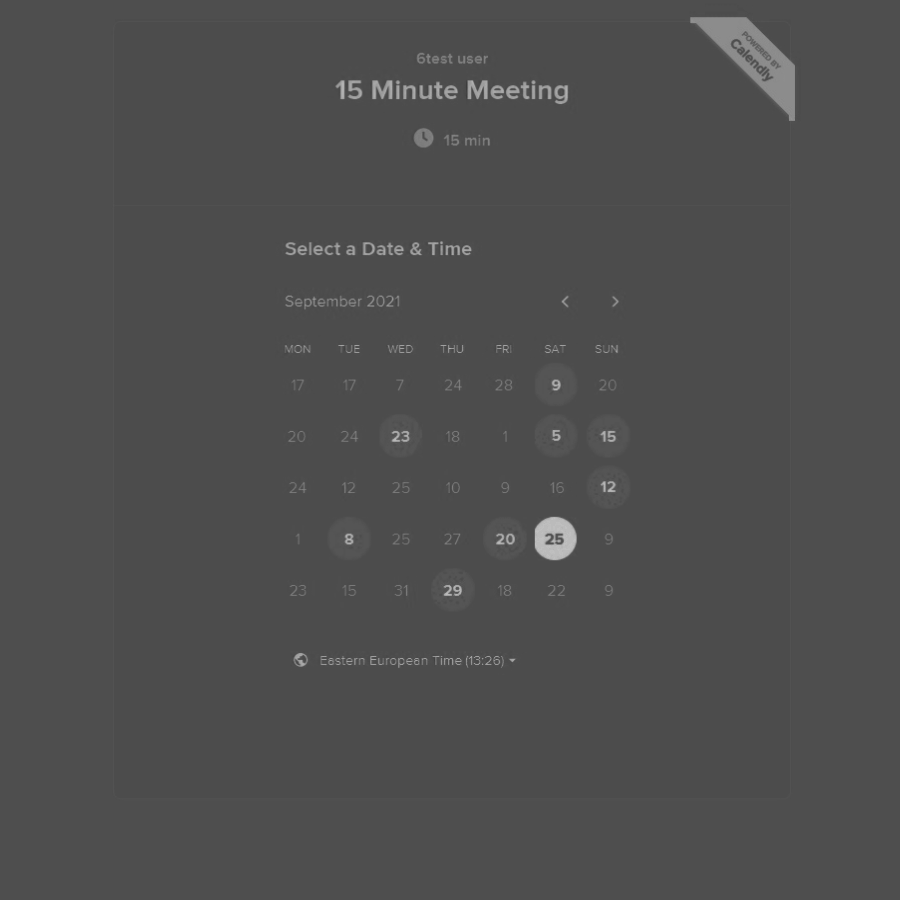 POWERED BY
Calendly
6test user
15 Minute Meeting
15 min
Select a Date & Time
September 2021
MON TUE WED THU FRI SAT SUN
17 17 7 24 28 9 20
20 24 23 18 1 5 15
24 12 25 10 9 16 12
1 8 25 27 20 25 9
23 15 31 29 18 22 9
Eastern European Time (13:26)